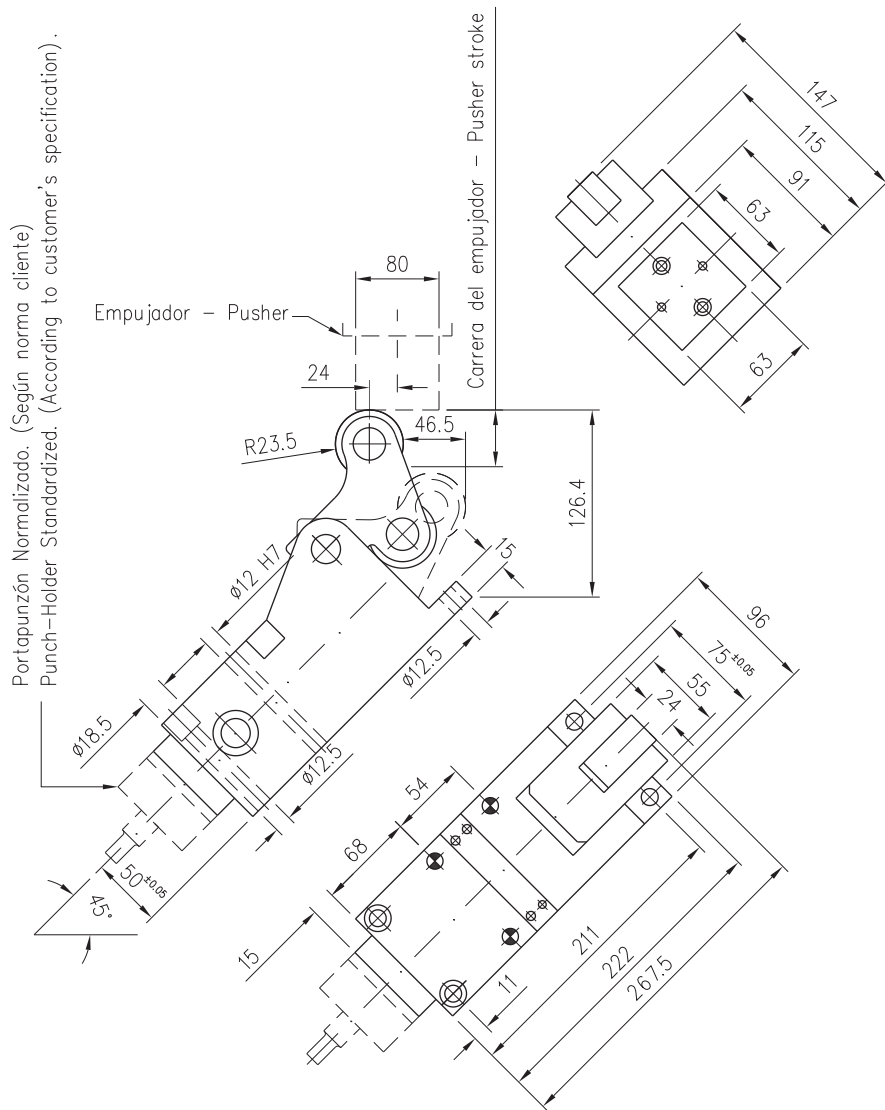 Portapunzón Normalizado. (Según norma cliente)
Punch-Holder Standardized. (According to customer's specification).
Carrera del empujador - Pusher stroke
Empujador - Pusher
80
24
46.5
R23.5
126.4
15
ø12 H7
ø12.5
ø18.5
ø12.5
50±0.05
45°
147
115
91
63
63
96
75±0.05
55
24
54
68
15
11
211
222
267.5